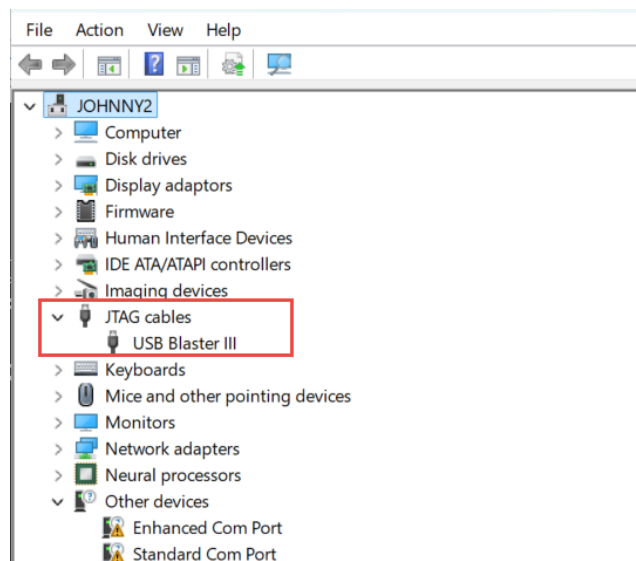 File Action View Help
JOHNNY2
Computer
Disk drives
Display adaptors
Firmware
Human Interface Devices
IDE ATA/ATAPI controllers
Imaging devices
JTAG cables
USB Blaster III
Keyboards
Mice and other pointing devices
Monitors
Network adapters
Neural processors
Other devices
Enhanced Com Port
Standard Com Port